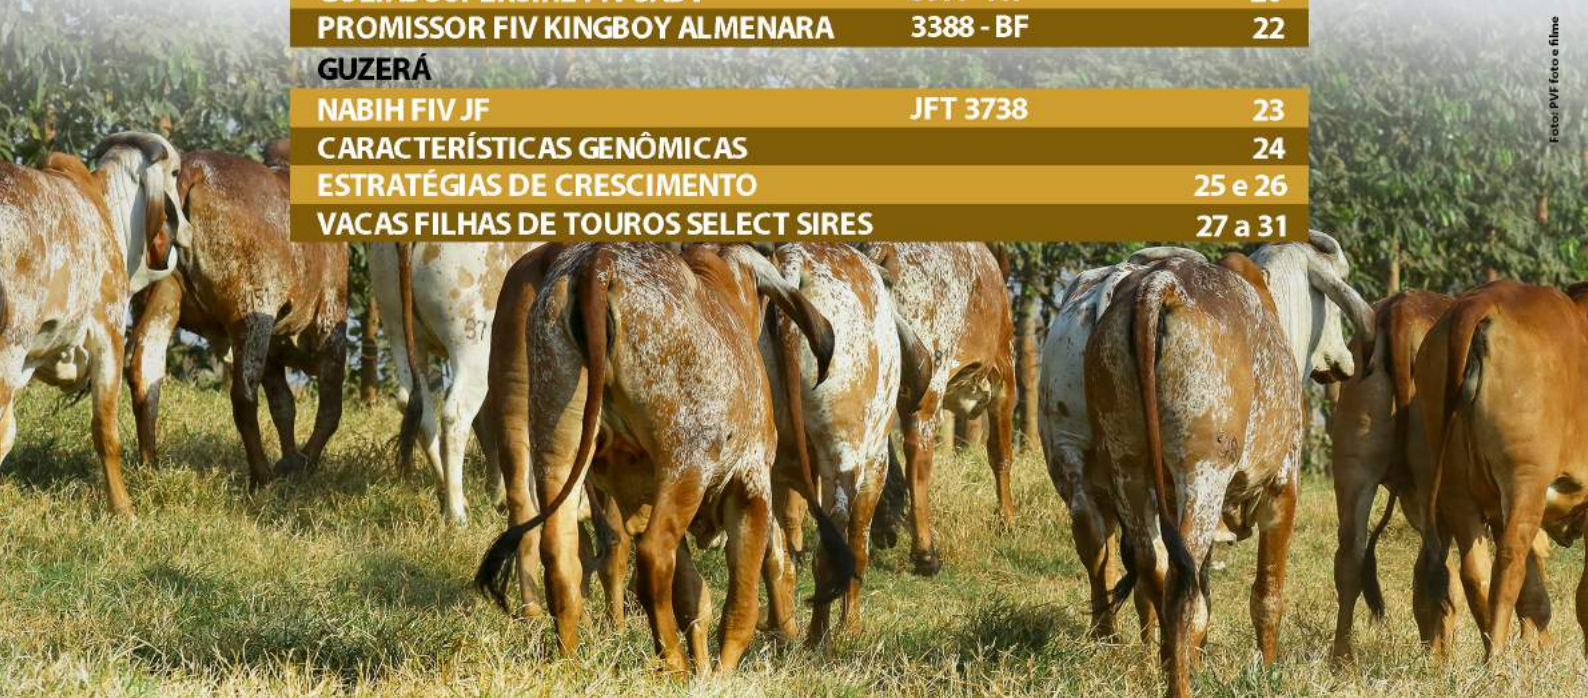 PROMISSOR FIV KINGBOY ALMENARA 3388 - BF 22
GUZERÁ
NABIH FIV JF JFT 3738 23
CARACTERÍSTICAS GENÔMICAS 24
ESTRATÉGIAS DE CRESCIMENTO 25 e 26
VACAS FILHAS DE TOUROS SELECT SIRES 27 a 31
Foto: PVF foto e filme